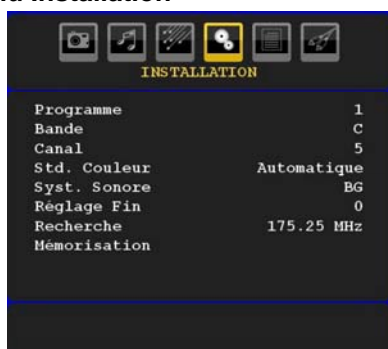 INSTALLATION
Programme 1
Bande C
Canal 5
Std. Couleur Automatique
Syst. Sonore BG
Réglage Fin 0
Recherche 175.25 MHz
Mémorisation